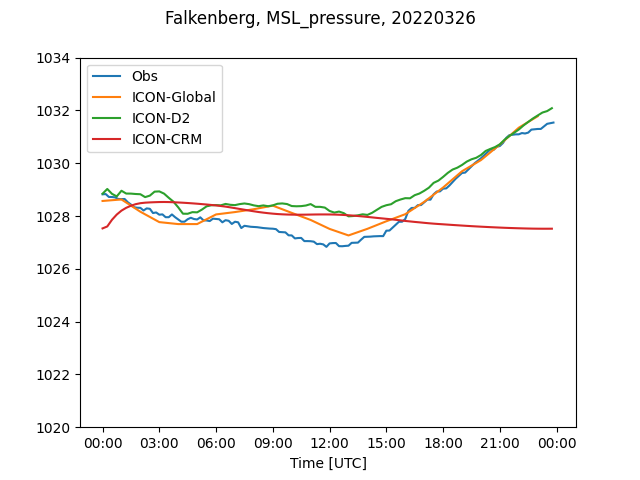 Falkenberg, MSL_pressure, 20220326
1034
1032
1030
1028
1026
1024
1022
1020
Obs
ICON-Global
ICON-D2
ICON-CRM
00:00 03:00 06:00 09:00 12:00 15:00 18:00 21:00 00:00
Time [UTC]